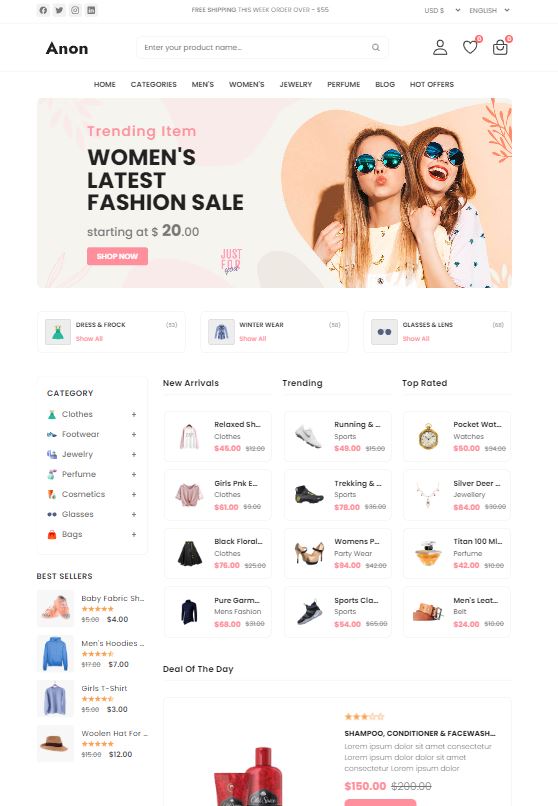 FREE SHIPPING THIS WEEK ORDER OVER - $55
USD $
ENGLISH
Anon
Enter your product name...
0
0
HOME CATEGORIES MEN'S WOMEN'S JEWELRY PERFUME BLOG HOT OFFERS
Trending Item
WOMEN'S
LATEST
FASHION SALE
starting at $ 20.00
SHOP NOW
JUST
FOR
you
DRESS & FROCK (53)
Show All
WINTER WEAR (58)
Show All
GLASSES & LENS (68)
Show All
CATEGORY
Clothes +
Footwear +
Jewelry +
Perfume +
Cosmetics +
Glasses +
Bags +
BEST SELLERS
Baby Fabric Sh...
$5.00 $4.00
Men's Hoodies ...
$17.00 $7.00
Girls T-Shirt
$5.00 $3.00
Woolen Hat For ...
$15.00 $12.00
New Arrivals
Relaxed Sh...
Clothes
$45.00 $12.00
Girls Pnk E...
Clothes
$61.00 $9.00
Black Floral...
Clothes
$76.00 $25.00
Pure Garm...
Mens Fashion
$68.00 $31.00
Trending
Running & ...
Sports
$49.00 $15.00
Trekking & ...
Sports
$78.00 $36.00
Womens P...
Party Wear
$94.00 $42.00
Sports Cla...
Sports
$54.00 $65.00
Top Rated
Pocket Wat...
Watches
$50.00 $34.00
Silver Deer ...
Jewellery
$84.00 $30.00
Titan 100 Ml...
Perfume
$42.00 $10.00
Men's Leat...
Belt
$24.00 $10.00
Deal Of The Day
Old Spice
SHAMPOO, CONDITIONER & FACEWASH...
Lorem ipsum dolor sit amet consectetur
Lorem ipsum dolor dolor sit amet
consectetur Lorem ipsum dolor
$150.00 $200.00